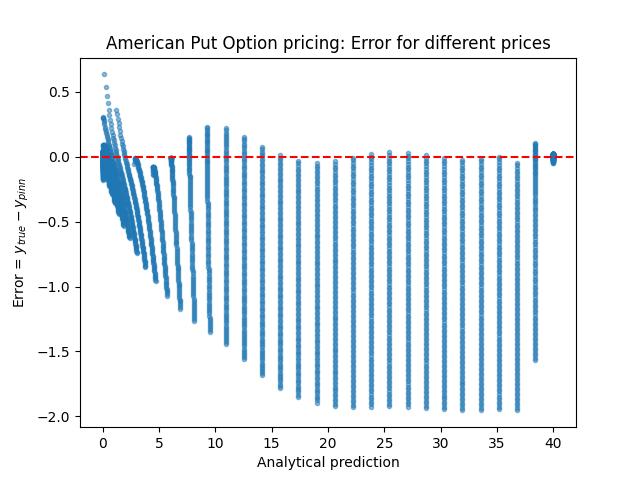 American Put Option pricing: Error for different prices
Error = y_true − y_pinn
0.5
0.0
−0.5
−1.0
−1.5
−2.0
0 5 10 15 20 25 30 35 40
Analytical prediction